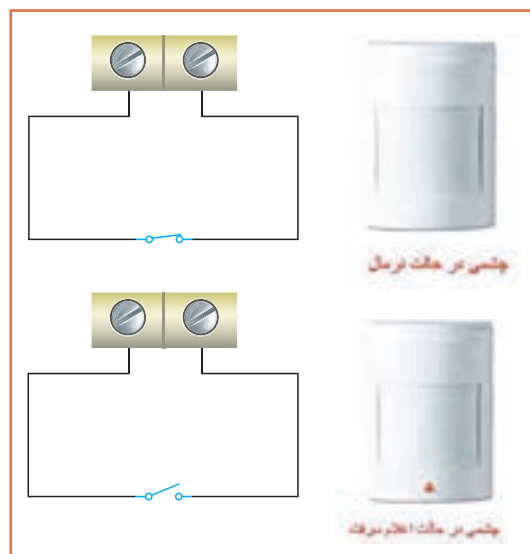 چشمی در حالت نرمال
چشمی در حالت اعلام سرقت